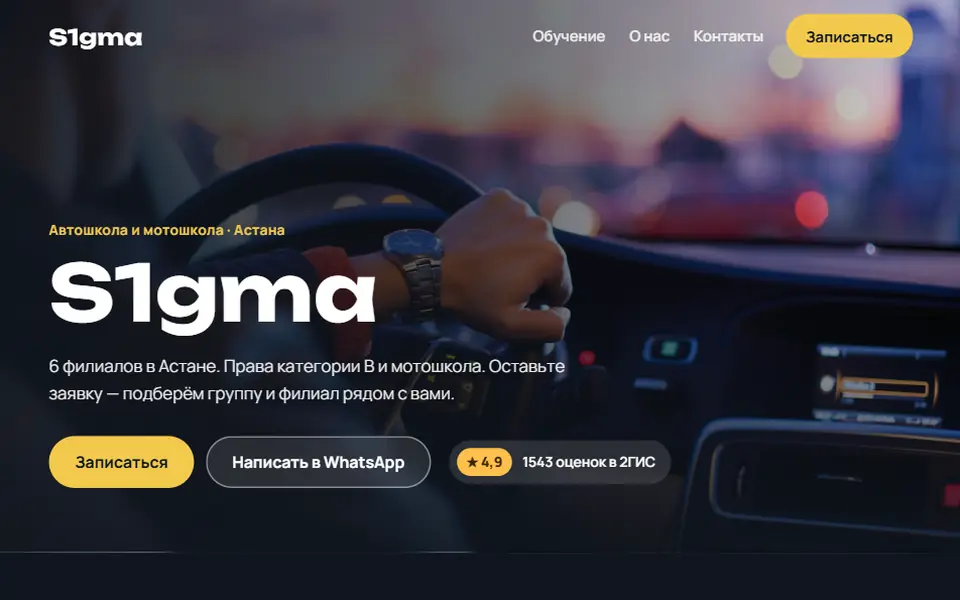 S1gma
Обучение
О нас
Контакты
Записаться
Автошкола и мотошкола · Астана
S1gma
6 филиалов в Астане. Права категории B и мотошкола. Оставьте
заявку — подберём группу и филиал рядом с вами.
Записаться
Написать в WhatsApp
★ 4,9
1543 оценок в 2ГИС